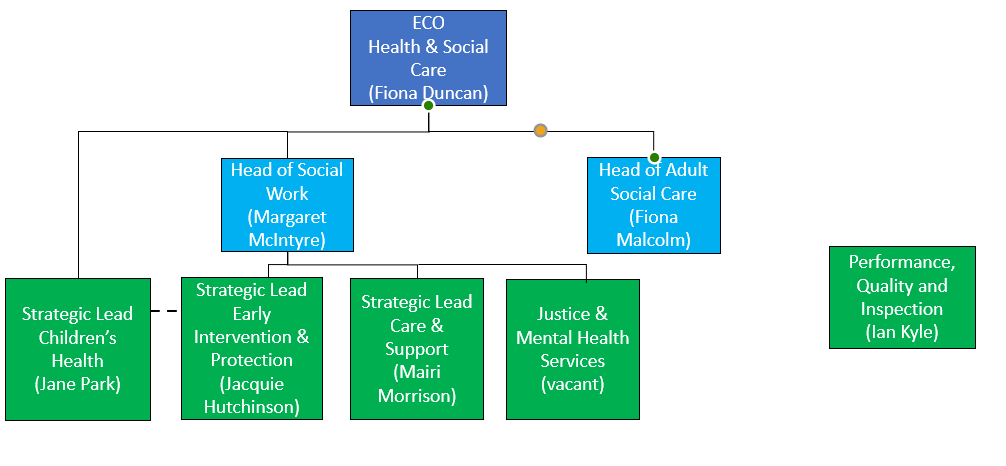 ECO
Health & Social
Care
(Fiona Duncan)
Head of Social
Work
(Margaret
McIntyre)
Head of Adult
Social Care
(Fiona
Malcolm)
Strategic Lead
Children's
Health
(Jane Park)
Strategic Lead
Early
Intervention &
Protection
(Jacquie
Hutchinson)
Strategic Lead
Care &
Support
(Mairi
Morrison)
Justice &
Mental Health
Services
(vacant)
Performance,
Quality and
Inspection
(Ian Kyle)